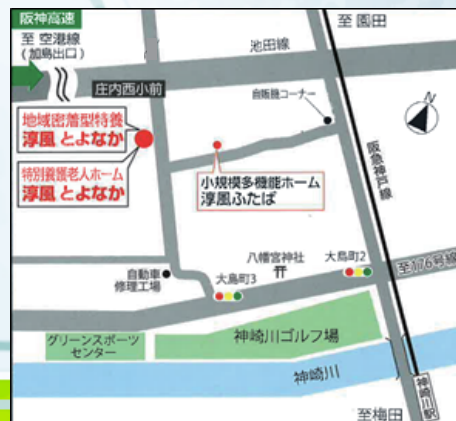 阪神高速
至 空港線
(加島出口)
池田線
至 園田
庄内西小前
自販機コーナー
N
地域密着型特養
淳風 とよなか
特別養護老人ホーム
淳風 とよなか
小規模多機能ホーム
淳風ふたば
阪急神戸線
八幡宮神社
大島町2
至176号線
自動車
修理工場
大島町3
グリーンスポーツ
センター
神崎川ゴルフ場
神崎川
神崎川駅
至梅田